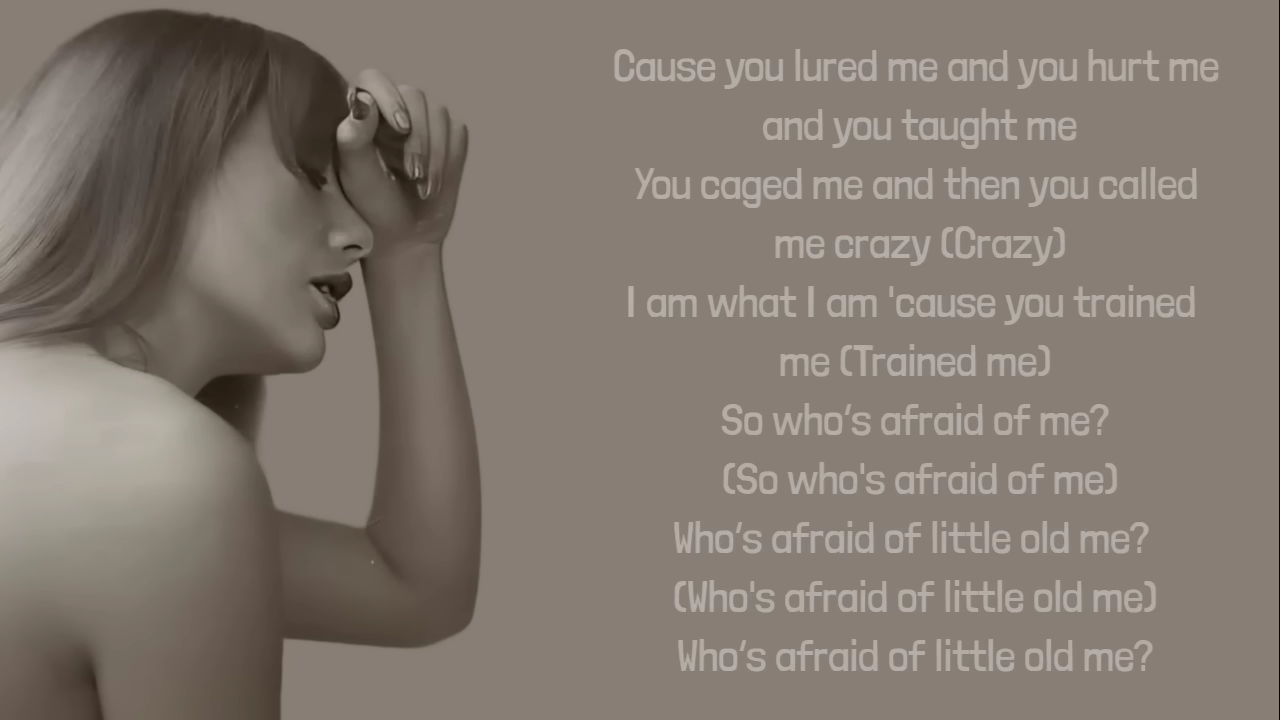 Cause you lured me and you hurt me
and you taught me
You caged me and then you called
me crazy (Crazy)
I am what I am 'cause you trained
me (Trained me)
So who's afraid of me?
(So who's afraid of me)
Who's afraid of little old me?
(Who's afraid of little old me)
Who's afraid of little old me?